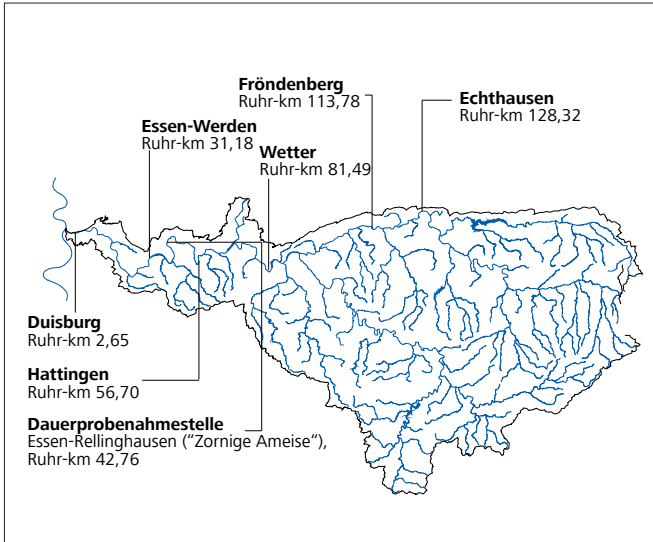 Fröndenberg
Ruhr-km 113,78
Echthausen
Ruhr-km 128,32
Essen-Werden
Ruhr-km 31,18
Wetter
Ruhr-km 81,49
Duisburg
Ruhr-km 2,65
Hattingen
Ruhr-km 56,70
Dauerprobenahmestelle
Essen-Rellinghausen (“Zornige Ameise“),
Ruhr-km 42,76